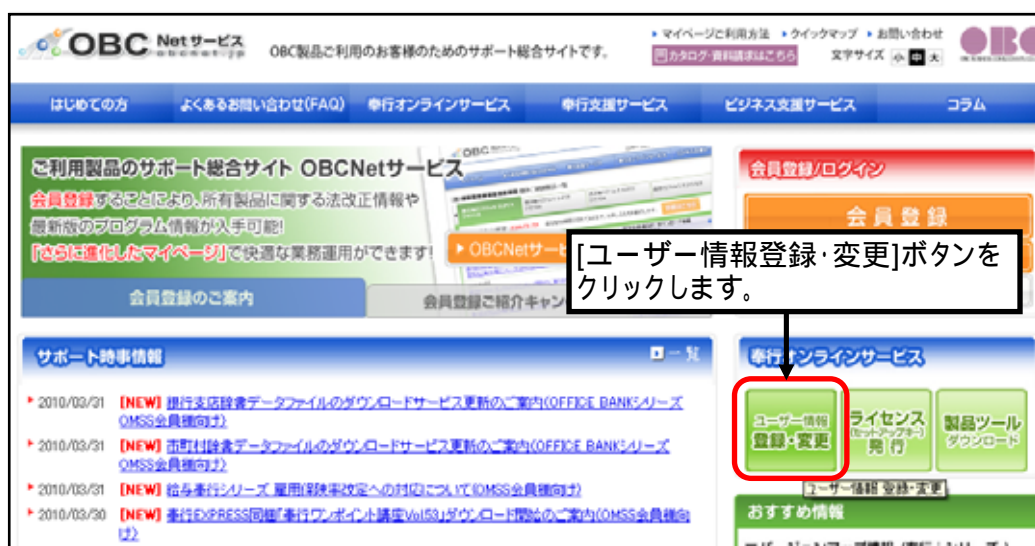 OBC Netサービス
obcnet.jp
OBC製品ご利用のお客様のためのサポート総合サイトです。
マイページご利用方法 クイックマップ お問い合わせ
カタログ・資料請求はこちら 文字サイズ 小 中 大
OBC
はじめての方 よくあるお問い合わせ(FAQ) 奉行オンラインサービス 奉行支援サービス ビジネス支援サービス コラム
ご利用製品のサポート総合サイト OBCNetサービス
会員登録することにより、所有製品に関する法改正情報や
最新版のプログラム情報が入手可能!
「さらに進化したマイページ」で快適な業務運用ができます!
OBCNetサービ
会員登録のご案内 会員登録ご紹介キャン
会員登録/ログイン
会員登録
[ユーザー情報登録・変更]ボタンを
クリックします。
サポート時事情報 一覧
2010/03/31 [NEW] 銀行支店辞書データファイルのダウンロードサービス更新のご案内(OFFICE BANKシリーズ
OMSS会員様向け)
2010/03/31 [NEW] 市町村辞書データファイルのダウンロードサービス更新のご案内(OFFICE BANKシリーズ
OMSS会員様向け)
2010/03/31 [NEW] 給与奉行シリーズ 雇用保険率改定への対応について(OMSS会員様向け)
2010/03/30 [NEW] 奉行EXPRESS同梱「奉行ワンポイント講座Vol53」ダウンロード開始のご案内(OMSS会員様向
け)
奉行オンラインサービス
ユーザー情報
登録・変更
ライセンス
(セットアップキー)
発行
製品ツール
ダウンロード
ユーザー情報 登録・変更
おすすめ情報